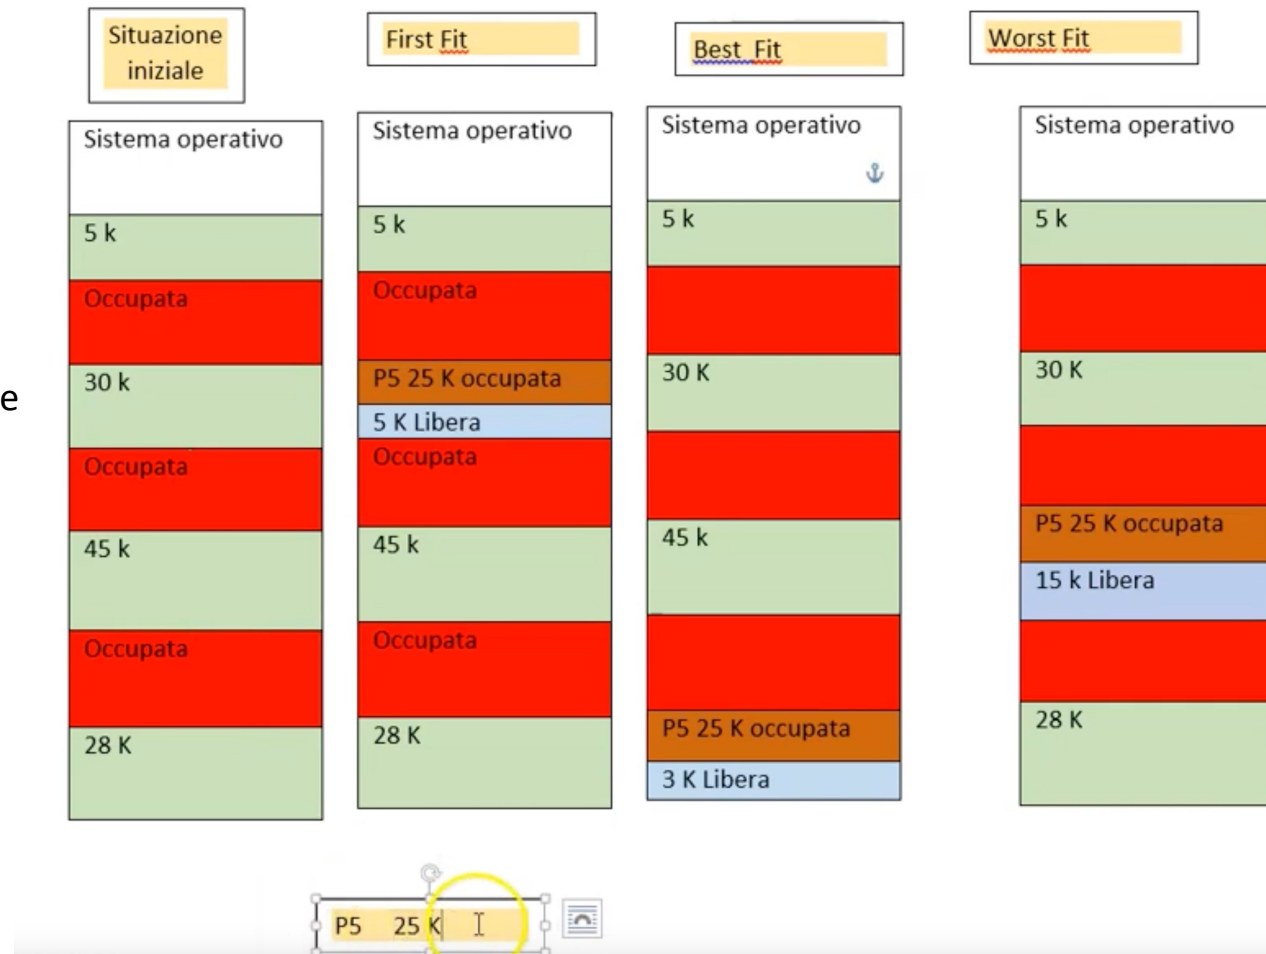 Situazione
iniziale
First Fit
Best Fit
Worst Fit
Sistema operativo
5 k
Occupata
30 k
Occupata
45 k
Occupata
28 K
Sistema operativo
5 k
Occupata
P5 25 K occupata
5 K Libera
Occupata
45 k
Occupata
28 K
Sistema operativo
5 k
30 K
45 k
P5 25 K occupata
3 K Libera
Sistema operativo
5 k
30 K
P5 25 K occupata
15 k Libera
28 K
e
P5 25 K